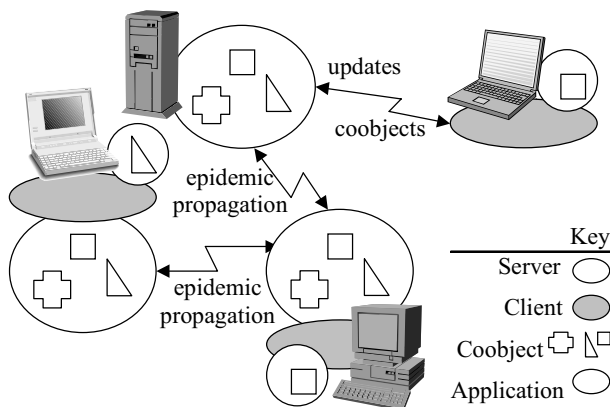 updates
coobjects
epidemic
propagation
epidemic
propagation
Key
Server
Client
Coobject
Application